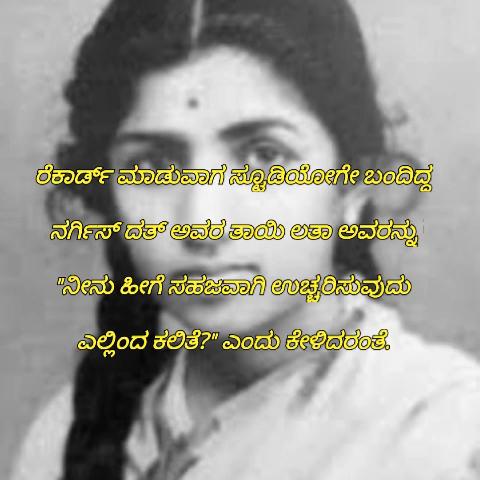 ರೆಕಾರ್ಡ್ ಮಾಡುವಾಗ ಸ್ಟೂಡಿಯೋಗೇ ಬಂದಿದ್ದ
ನರ್ಗಿಸ್ ದತ್ ಅವರ ತಾಯಿ ಲತಾ ಅವರನ್ನು
"ನೀನು ಹೀಗೆ ಸಹಜವಾಗಿ ಉಚ್ಚರಿಸುವುದು
ಎಲ್ಲಿಂದ ಕಲಿತೆ?" ಎಂದು ಕೇಳಿದರಂತೆ.